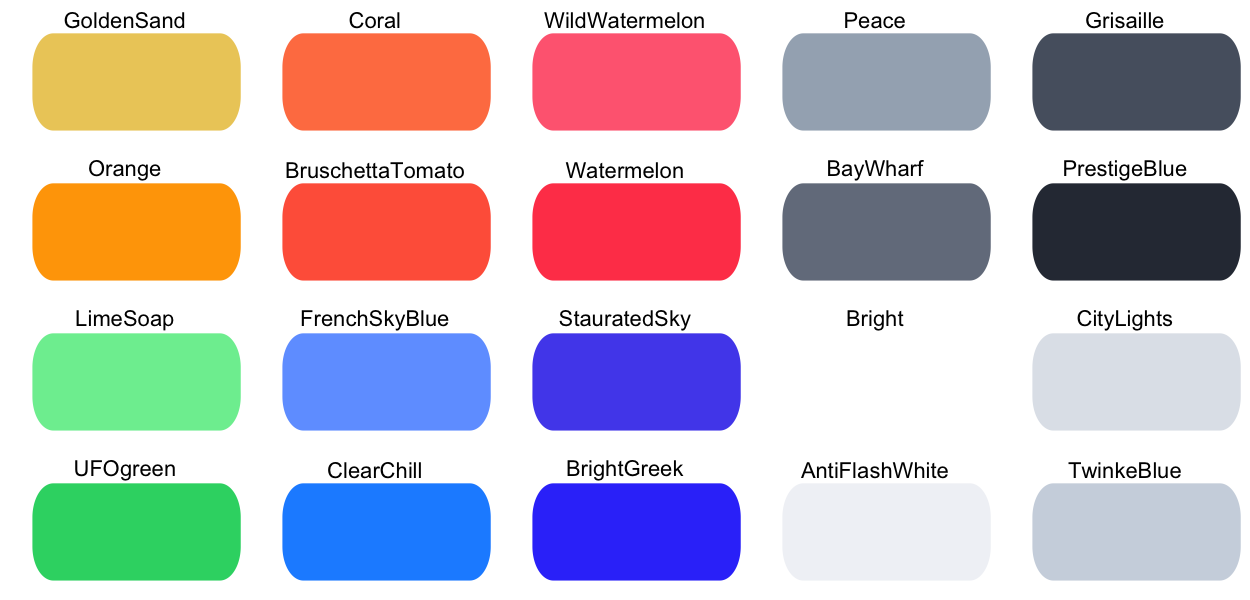 GoldenSand
Coral
WildWatermelon
Peace
Grisaille
Orange
BruschettaTomato
Watermelon
BayWharf
PrestigeBlue
LimeSoap
FrenchSkyBlue
StauratedSky
Bright
CityLights
UFOgreen
ClearChill
BrightGreek
AntiFlashWhite
TwinkeBlue